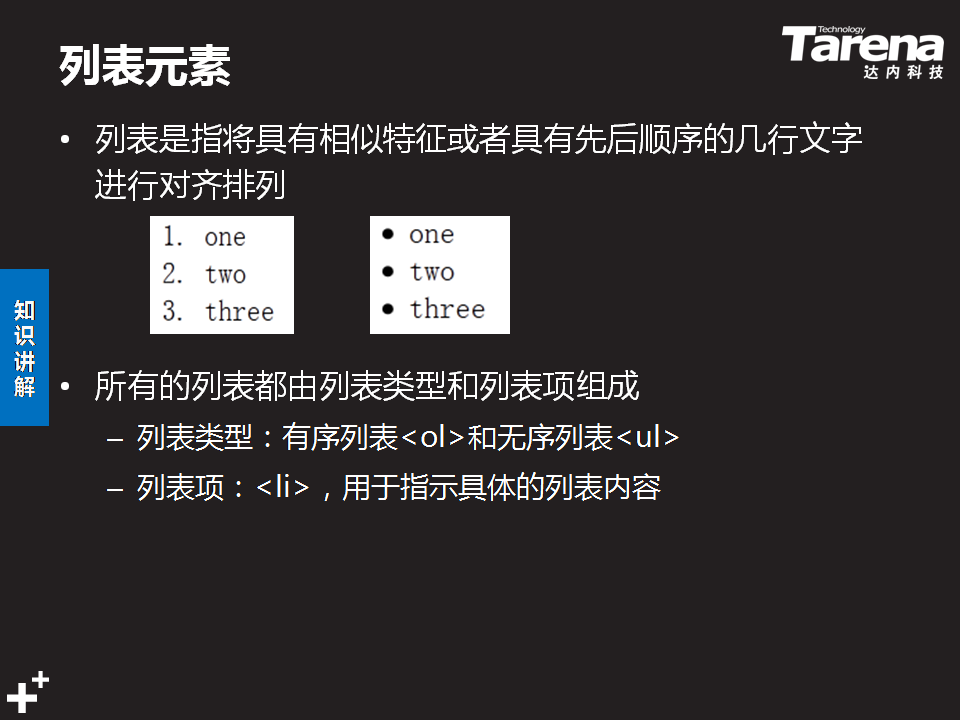 列表元素
Technology
Tarena
达内科技
• 列表是指将具有相似特征或者具有先后顺序的几行文字
进行对齐排列
1. one
2. two
3. three
• one
• two
• three
知识讲解
• 所有的列表都由列表类型和列表项组成
– 列表类型：有序列表<ol>和无序列表<ul>
– 列表项：<li>，用于指示具体的列表内容